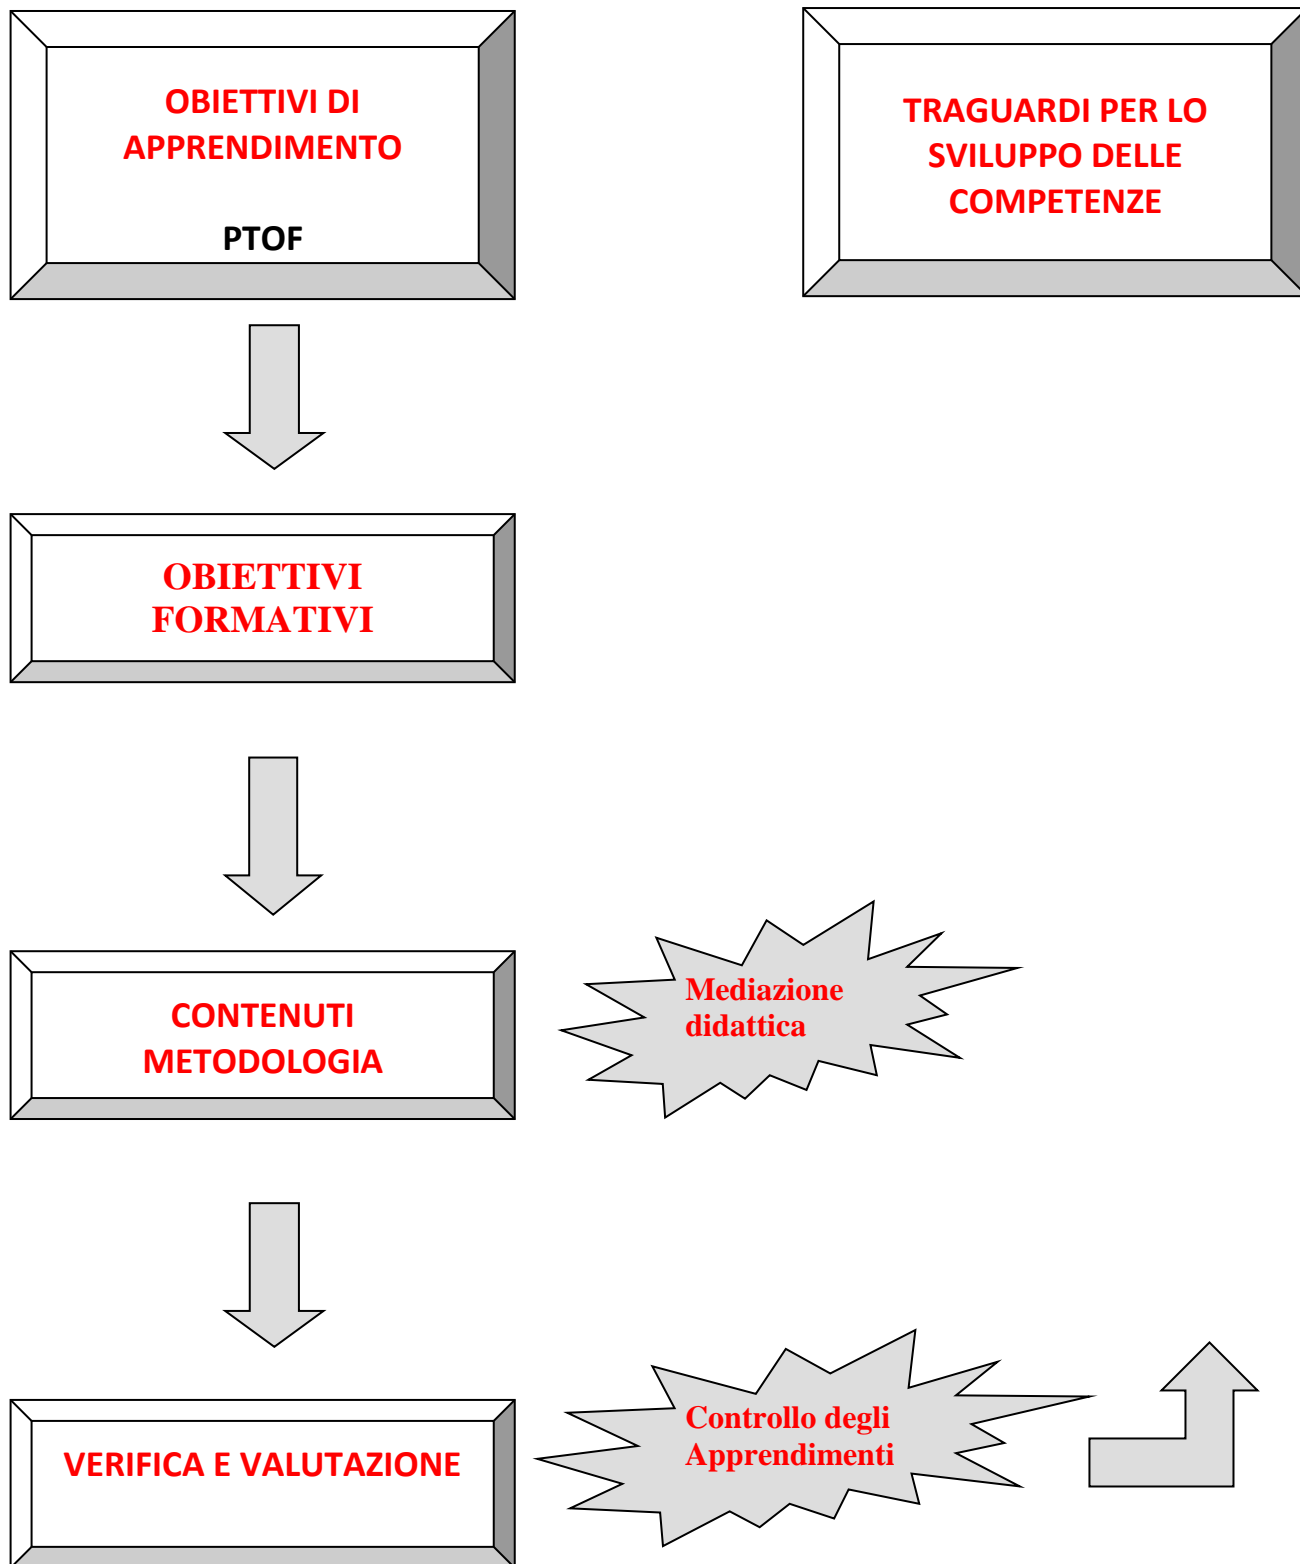 OBIETTIVI DI
APPRENDIMENTO
PTOF
TRAGUARDI PER LO
SVILUPPO DELLE
COMPETENZE
OBIETTIVI
FORMATIVI
CONTENUTI
METODOLOGIA
Mediazione
didattica
VERIFICA E VALUTAZIONE
Controllo degli
Apprendimenti